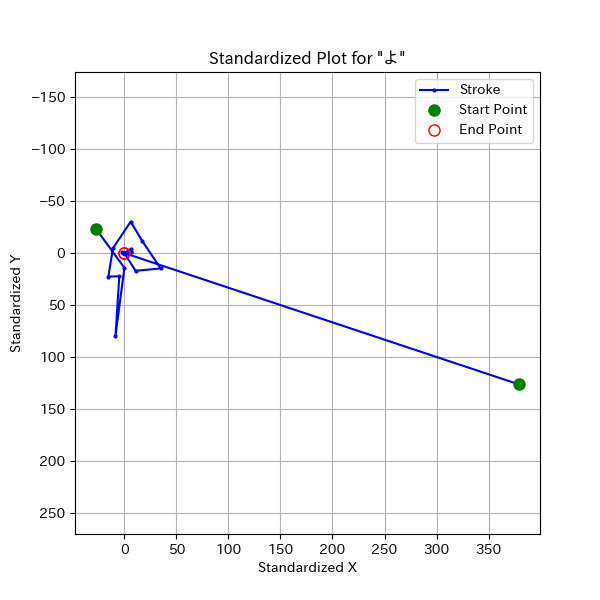 Standardized Plot for "よ"
Stroke
Start Point
End Point
−150
−100
−50
0
50
100
150
200
250
Standardized Y
0 50 100 150 200 250 300 350
Standardized X